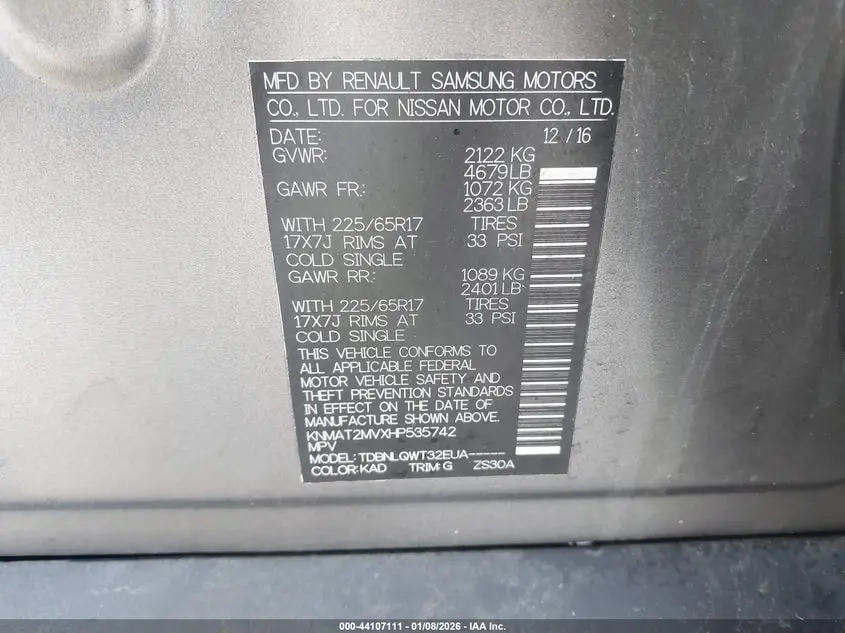 MFD BY RENAULT SAMSUNG MOTORS
CO., LTD. FOR NISSAN MOTOR CO., LTD.
DATE: 12 / 16
GVWR: 2122 KG
4679 LB
GAWR FR.: 1072 KG
2363 LB
WITH 225/65R17 TIRES
17X7J RIMS AT 33 PSI
COLD SINGLE
GAWR RR.: 1089 KG
2401 LB
WITH 225/65R17 TIRES
17X7J RIMS AT 33 PSI
COLD SINGLE
THIS VEHICLE CONFORMS TO
ALL APPLICABLE FEDERAL
MOTOR VEHICLE SAFETY AND
THEFT PREVENTION STANDARDS
IN EFFECT ON THE DATE OF
MANUFACTURE SHOWN ABOVE.
KNMAT2MVXHP535742
MPV
MODEL: TDBNLQWT32EUA-----
COLOR: KAD TRIM: G ZS30A
000-44107111 - 01/08/2026 - IAA Inc.